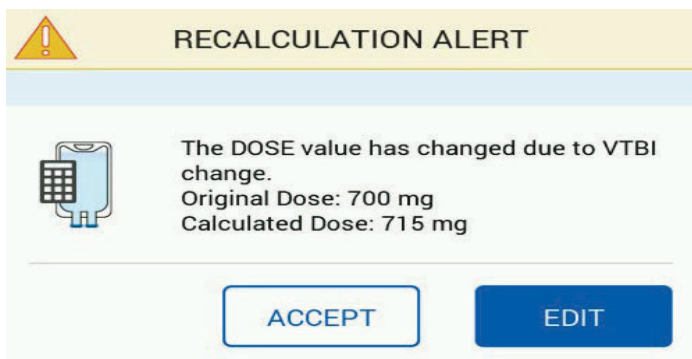 RECALCULATION ALERT
The DOSE value has changed due to VTBI
change.
Original Dose: 700 mg
Calculated Dose: 715 mg
ACCEPT
EDIT